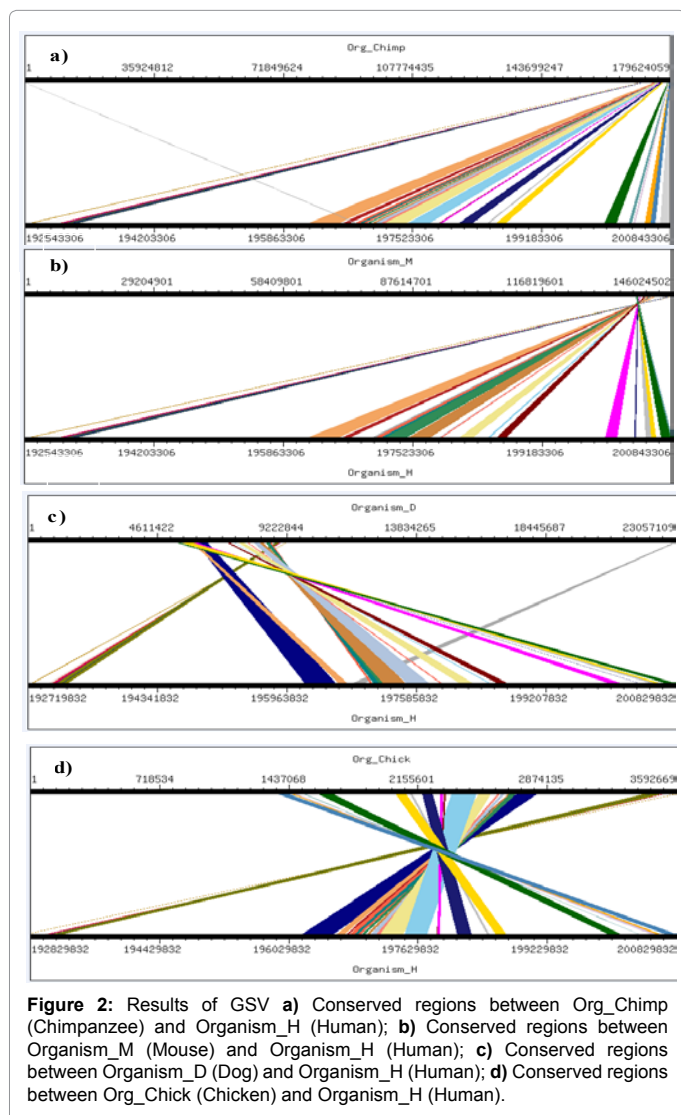 a)
Org_Chimp
1 35924812 71849624 107774435 143699247 179624059
192543306 194203306 195863306 197523306 199183306 200843306
b)
Organism_M
1 29204901 58409801 87614701 116819601 146024502
192543306 194203306 195863306 197523306 199183306 200843306
Organism_H
c)
Organism_D
1 4611422 9222844 13834265 18445687 23057109
192719832 194341832 195963832 197585832 199207832 200829832
Organism_H
d)
Org_Chick
1 718534 1437068 2155601 2874135 3592669
192829832 194429832 196029832 197629832 199229832 200829832
Organism_H
Figure 2: Results of GSV a) Conserved regions between Org_Chimp
(Chimpanzee) and Organism_H (Human); b) Conserved regions between
Organism_M (Mouse) and Organism_H (Human); c) Conserved regions
between Organism_D (Dog) and Organism_H (Human); d) Conserved regions
between Org_Chick (Chicken) and Organism_H (Human).